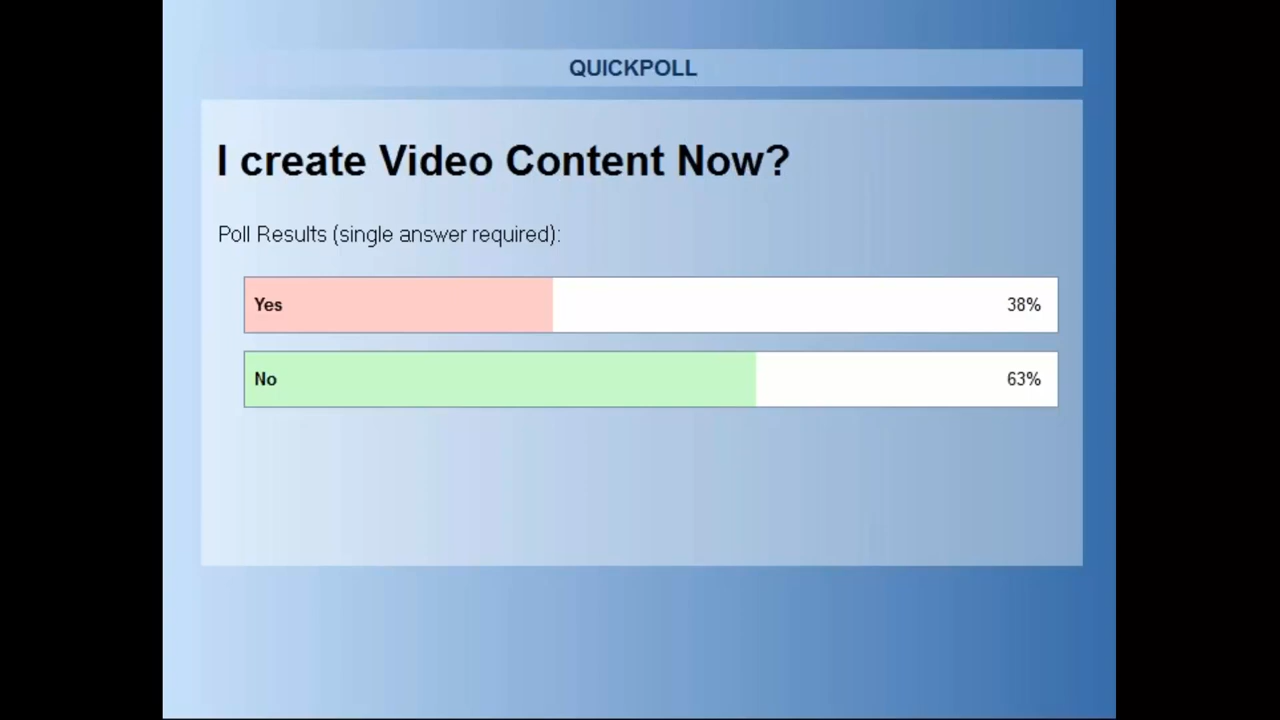 QUICKPOLL
I create Video Content Now?
Poll Results (single answer required):
Yes 38%
No 63%